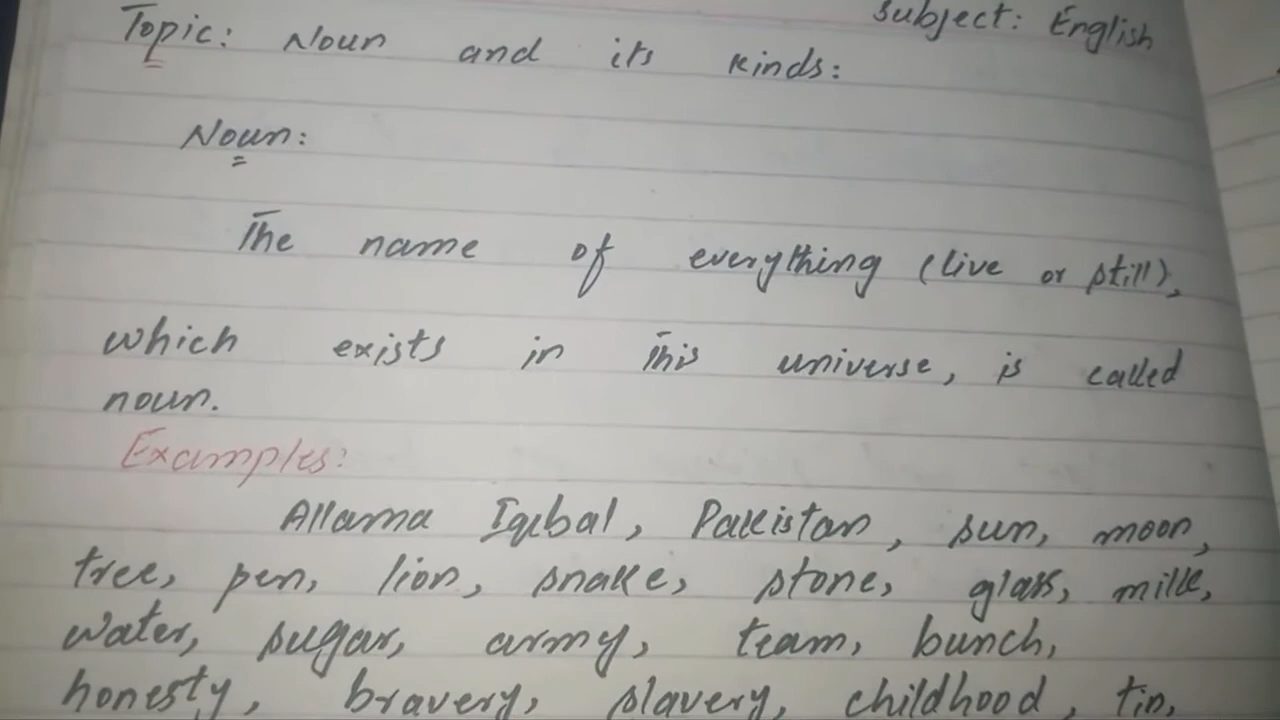 Subject: English
Topic: Noun and its kinds:
Noun:
The name of everything (live or still),
which exists in this universe, is called
noun.
Examples:
Allama Iqbal, Pakistan, sun, moon,
tree, pen, lion, snake, stone, glass, milk,
water, sugar, army, team, bunch,
honesty, bravery, slavery, childhood, tin,